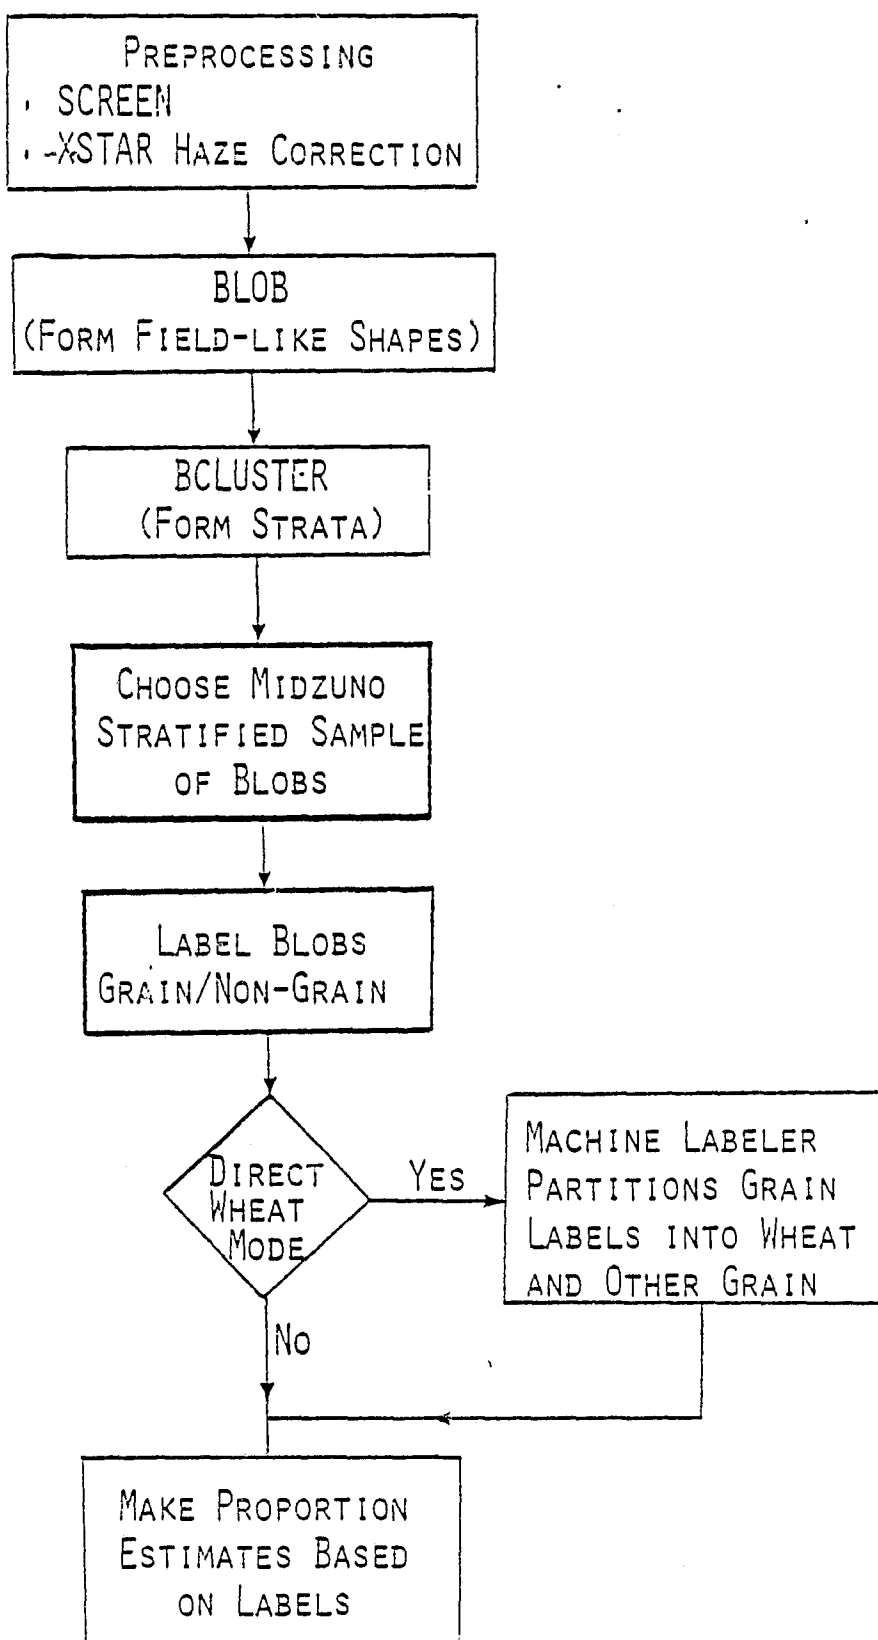 PREPROCESSING
· SCREEN
· XSTAR HAZE CORRECTION
BLOB
(FORM FIELD-LIKE SHAPES)
BCLUSTER
(FORM STRATA)
CHOOSE MIDZUNO
STRATIFIED SAMPLE
OF BLOBS
LABEL BLOBS
GRAIN/NON-GRAIN
DIRECT
WHEAT
MODE
YES
MACHINE LABELER
PARTITIONS GRAIN
LABELS INTO WHEAT
AND OTHER GRAIN
NO
MAKE PROPORTION
ESTIMATES BASED
ON LABELS